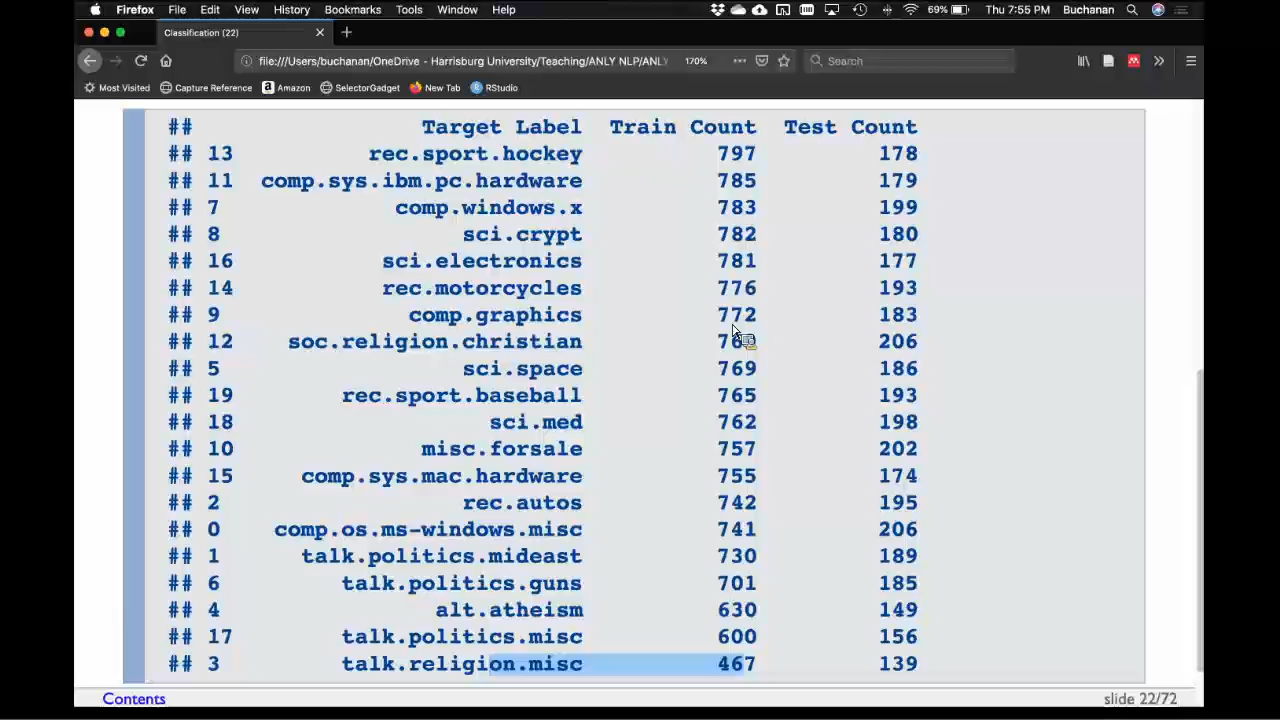 Firefox File Edit View History Bookmarks Tools Window Help 69% Thu 7:55 PM Buchanan
Classification (22)
file:///Users/buchanan/OneDrive - Harrisburg University/Teaching/ANLY NLP/ANLY 170% Search
Most Visited Capture Reference Amazon SelectorGadget New Tab RStudio
## Target Label Train Count Test Count
## 13 rec.sport.hockey 797 178
## 11 comp.sys.ibm.pc.hardware 785 179
## 7 comp.windows.x 783 199
## 8 sci.crypt 782 180
## 16 sci.electronics 781 177
## 14 rec.motorcycles 776 193
## 9 comp.graphics 772 183
## 12 soc.religion.christian 206
## 5 sci.space 769 186
## 19 rec.sport.baseball 765 193
## 18 sci.med 762 198
## 10 misc.forsale 757 202
## 15 comp.sys.mac.hardware 755 174
## 2 rec.autos 742 195
## 0 comp.os.ms-windows.misc 741 206
## 1 talk.politics.mideast 730 189
## 6 talk.politics.guns 701 185
## 4 alt.atheism 630 149
## 17 talk.politics.misc 600 156
## 3 talk.religion.misc 467 139
Contents slide 22/72